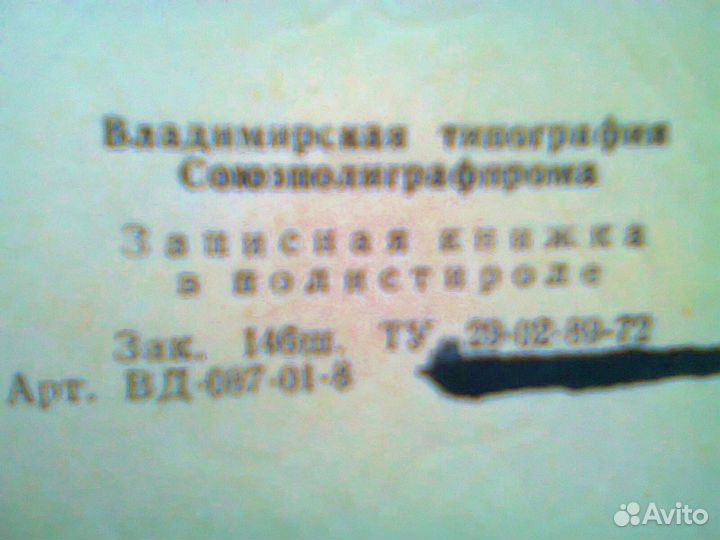 Владимирская типография
Союзполиграфпрома
Записная книжка
в полистироле
Зак. 146ш. ТУ 29-02-89-72
Арт. ВД-087-01-8
Avito